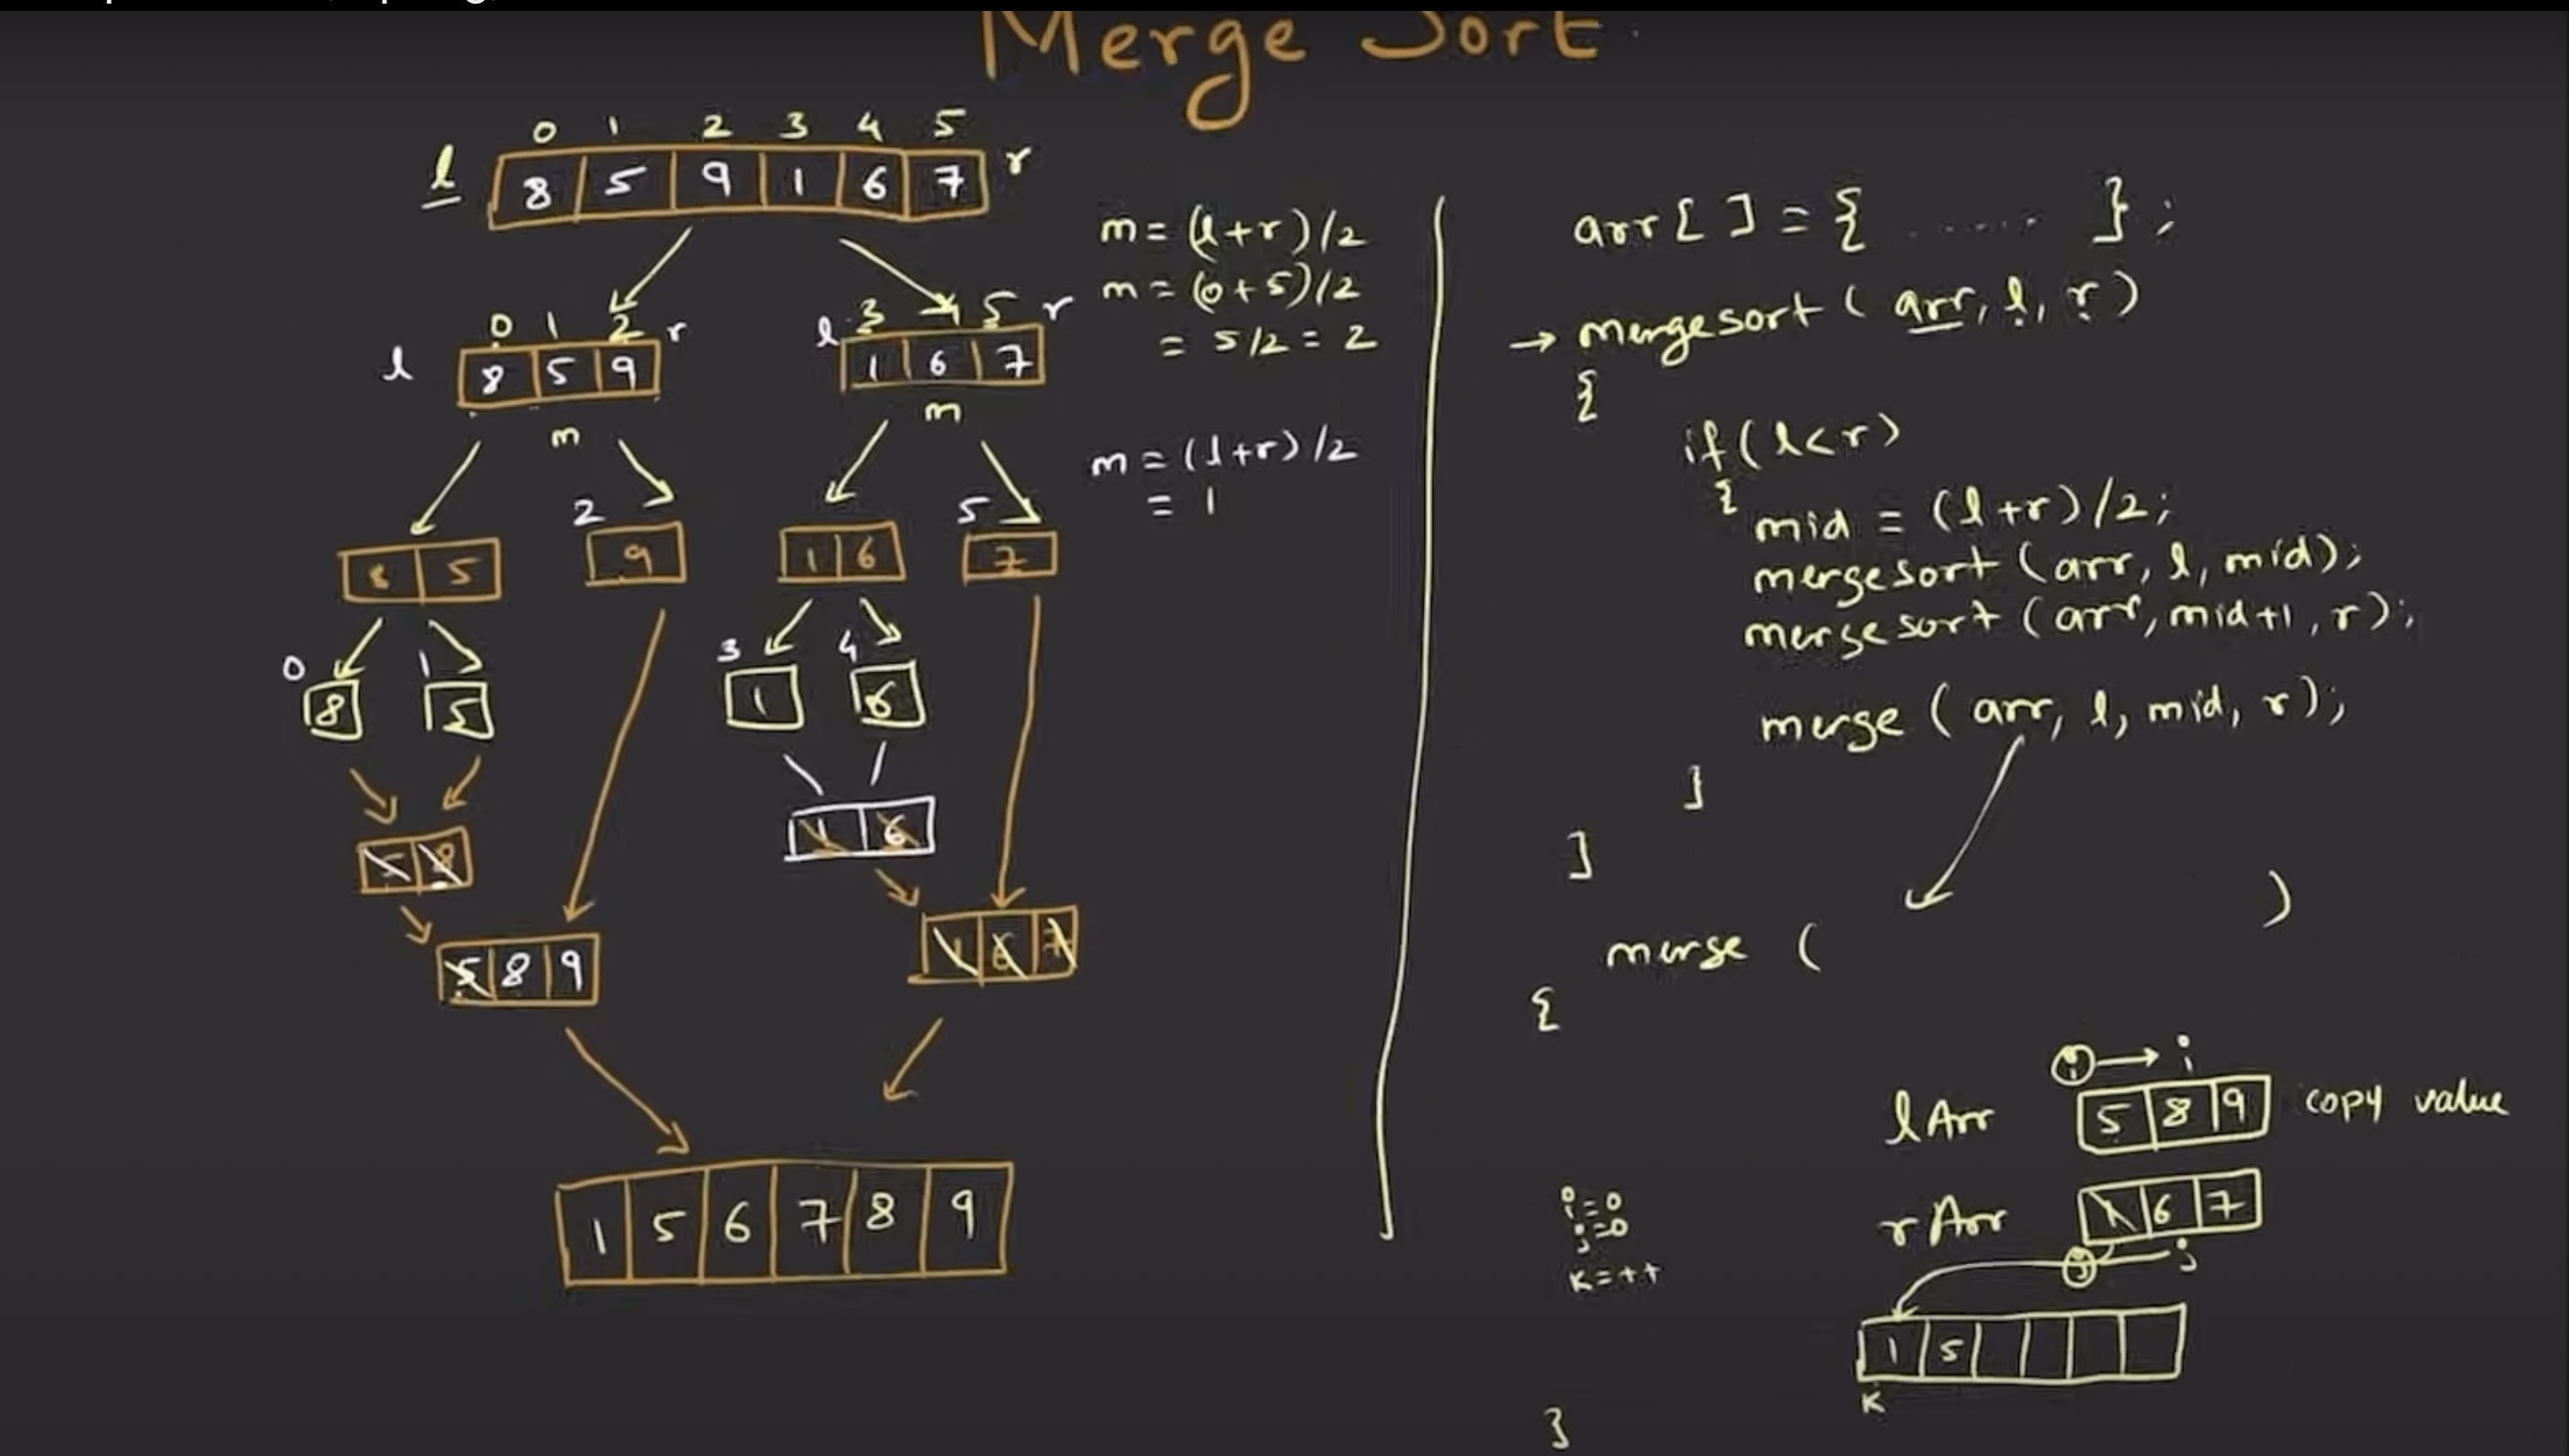 Merge Sort
0 1 2 3 4 5
l 8 5 9 1 6 7 r
m = (l+r)/2
m = (0+5)/2
= 5/2 = 2
0 1 2 r
l 8 5 9
m
l 3 4 5 r
1 6 7
m
m = (l+r)/2
= 1
8 5
2
9
1 6
5
7
0 1
8 5
3 4
1 6
5 8
1 6
5 8 9
1 6 7
1 5 6 7 8 9
arr[ ] = { ..... };
→ mergesort ( arr, l, r )
{
if( l<r )
{
mid = (l+r)/2;
mergesort (arr, l, mid);
mergesort (arr, mid+1, r);
merge ( arr, l, mid, r);
}
}
merge ( )
{
i → i
lArr 5 8 9 copy value
rArr 1 6 7
j j
i=0
j=0
k=++
1 5
k
}